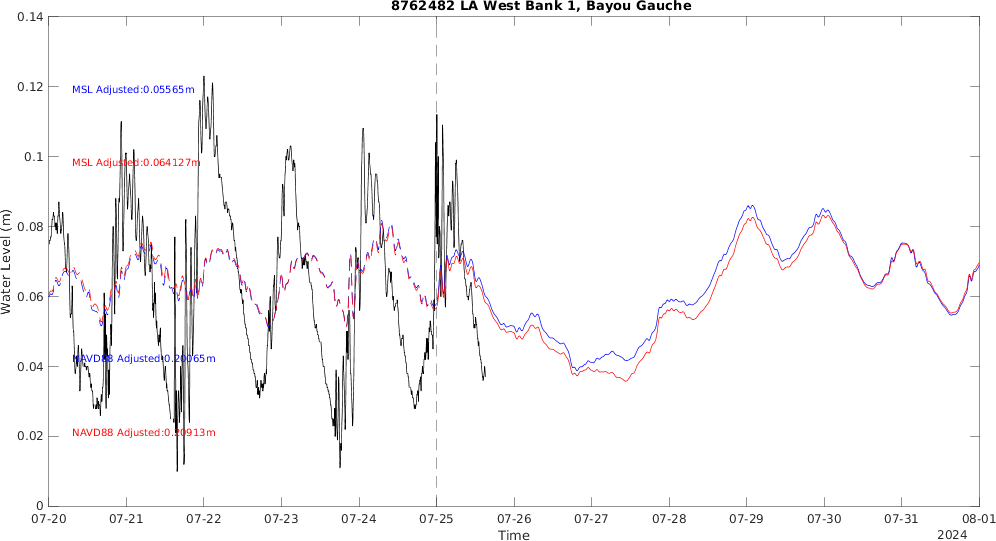 8762482 LA West Bank 1, Bayou Gauche
0.14
0.12
0.1
0.08
0.06
0.04
0.02
0
Water Level (m)
MSL Adjusted:0.05565m
MSL Adjusted:0.064127m
NAVD88 Adjusted:0.20065m
NAVD88 Adjusted:0.20913m
07-20 07-21 07-22 07-23 07-24 07-25 07-26 07-27 07-28 07-29 07-30 07-31 08-01
Time
2024